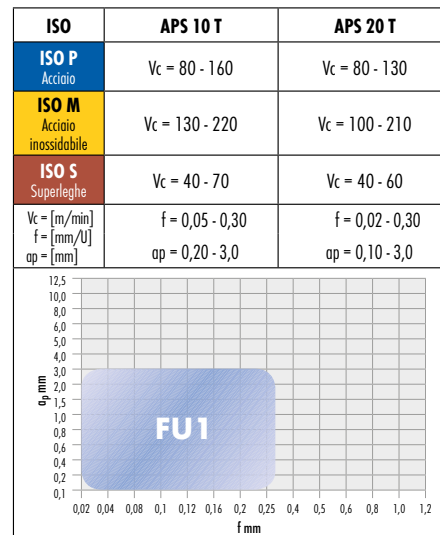 ISO APS 10 T APS 20 T
ISO P
Acciaio
Vc = 80 - 160 Vc = 80 - 130
ISO M
Acciaio
inossidabile
Vc = 130 - 220 Vc = 100 - 210
ISO S
Superleghe
Vc = 40 - 70 Vc = 40 - 60
Vc = [m/min]
f = [mm/U]
ap = [mm]
f = 0,05 - 0,30 f = 0,02 - 0,30
ap = 0,20 - 3,0 ap = 0,10 - 3,0
12,5
10,0
8,0
6,0
5,0
4,0
3,0
2,0
1,5
1,0
0,8
0,6
0,4
0,2
0,1
ap mm
FU1
0,02 0,04 0,08 0,1 0,12 0,16 0,2 0,25 0,4 0,5 0,6 0,8 1,0 1,2
f mm